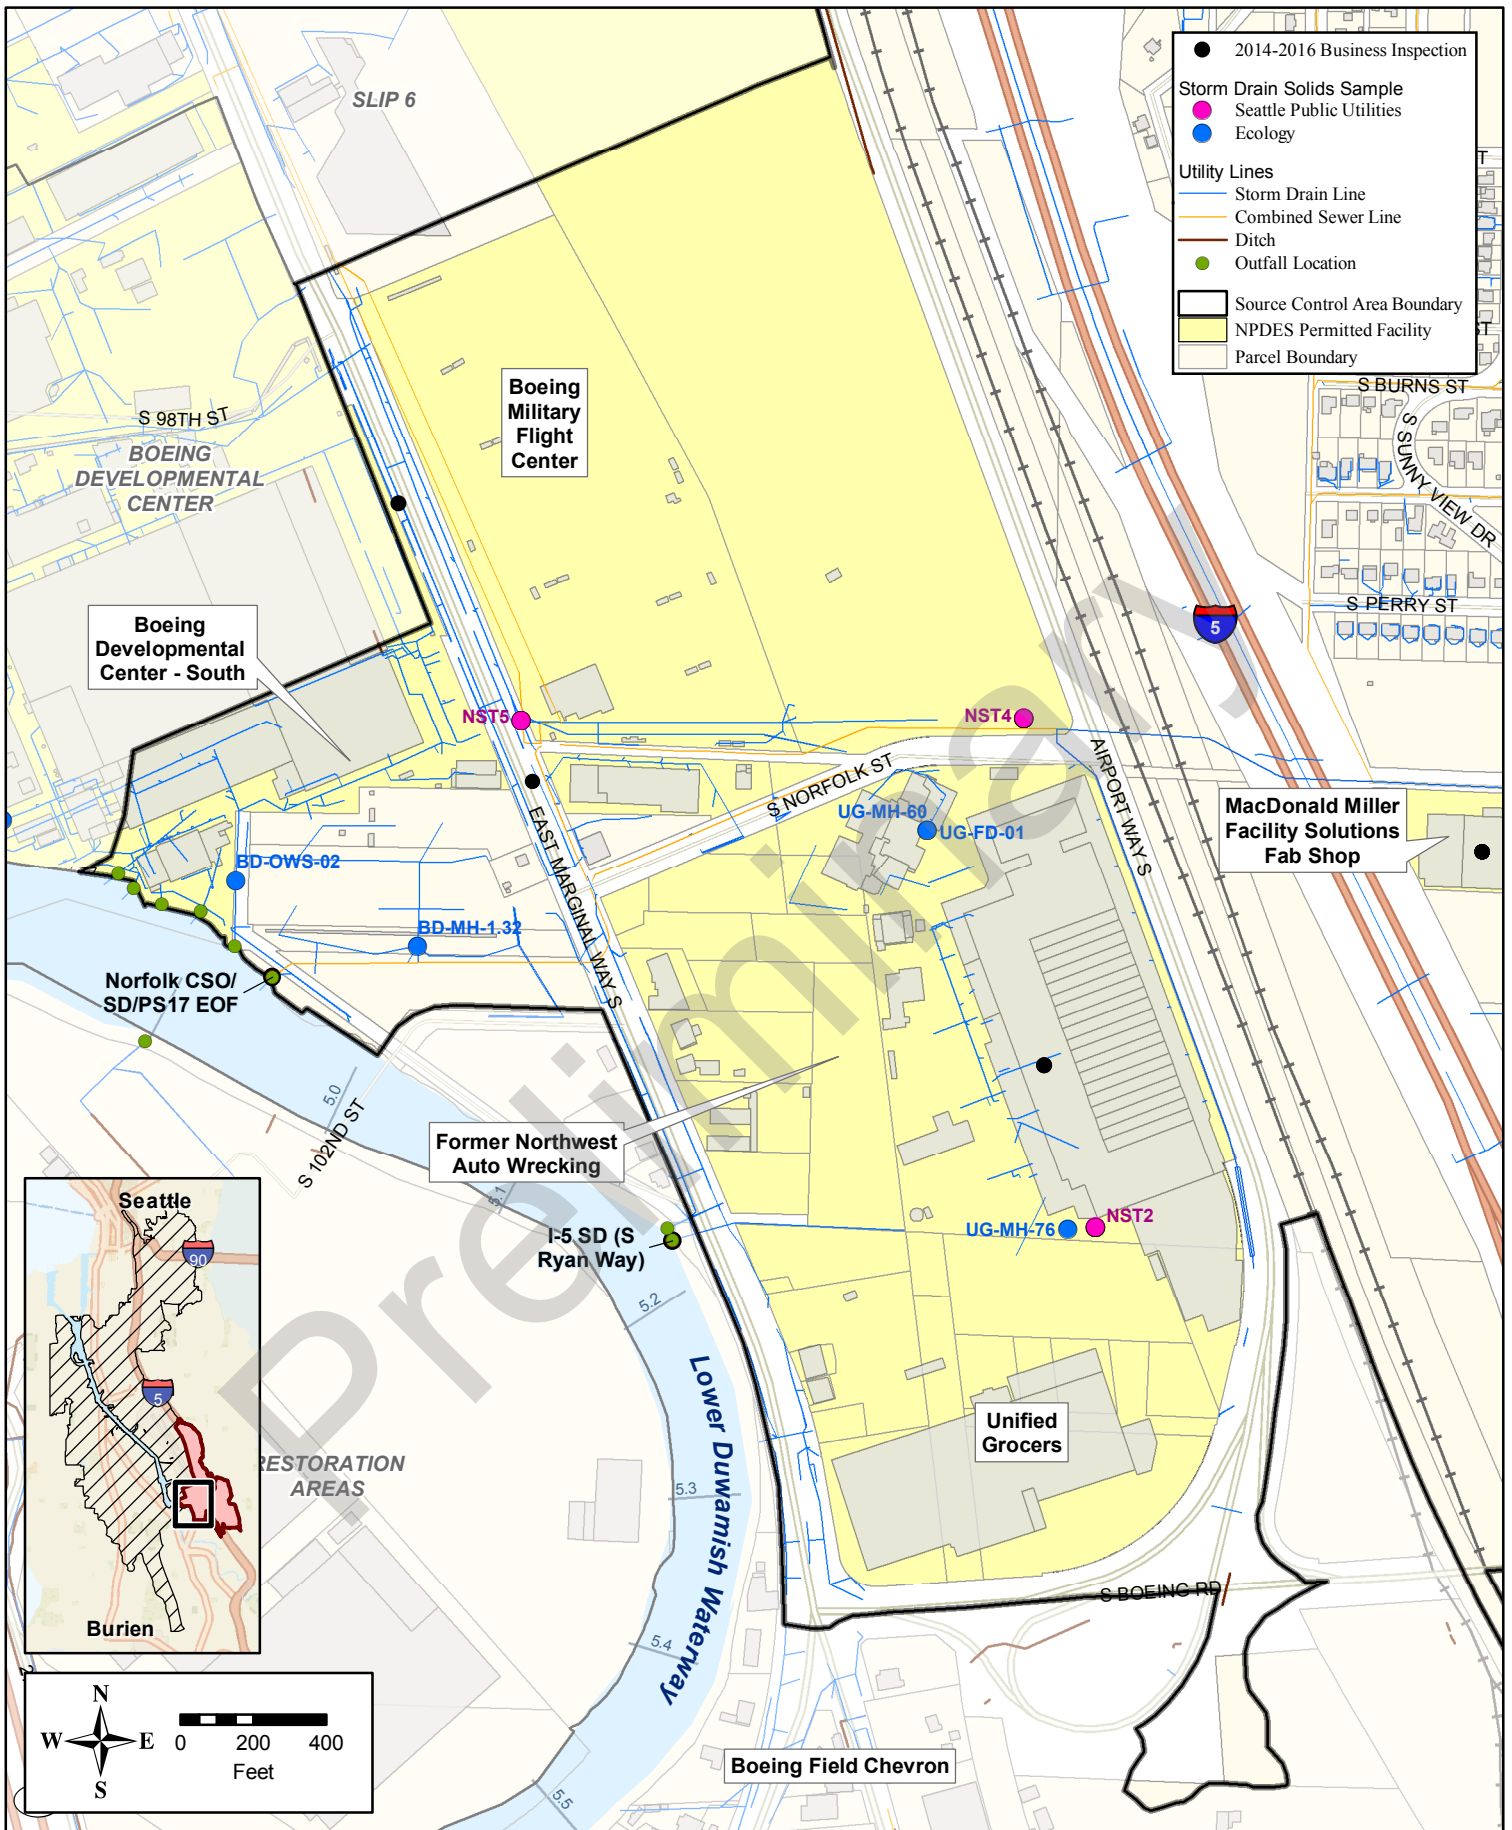 2014-2016 Business Inspection
Storm Drain Solids Sample
Seattle Public Utilities
Ecology
Utility Lines
Storm Drain Line
Combined Sewer Line
Ditch
Outfall Location
Source Control Area Boundary
NPDES Permitted Facility
Parcel Boundary
T
ST
SLIP 6
S BURNS ST
S SUNNY VIEW DR
S PERRY ST
5
S 98TH ST
BOEING
DEVELOPMENTAL
CENTER
Boeing
Military
Flight
Center
Boeing
Developmental
Center - South
NST5
NST4
S NORFOLK ST
AIRPORT WAY S
EAST MARGINAL WAY S
UG-MH-60
UG-FD-01
MacDonald Miller
Facility Solutions
Fab Shop
BD-OWS-02
BD-MH-1.32
Norfolk CSO/
SD/PS17 EOF
5.0
S 102ND ST
Former Northwest
Auto Wrecking
5.1
I-5 SD (S
Ryan Way)
UG-MH-76
NST2
5.2
Lower Duwamish Waterway
5.3
5.4
5.5
Unified
Grocers
S BOEING RD
Boeing Field Chevron
RESTORATION
AREAS
Seattle
90
5
Burien
N
W
E
S
0
200
400
Feet
Preliminary